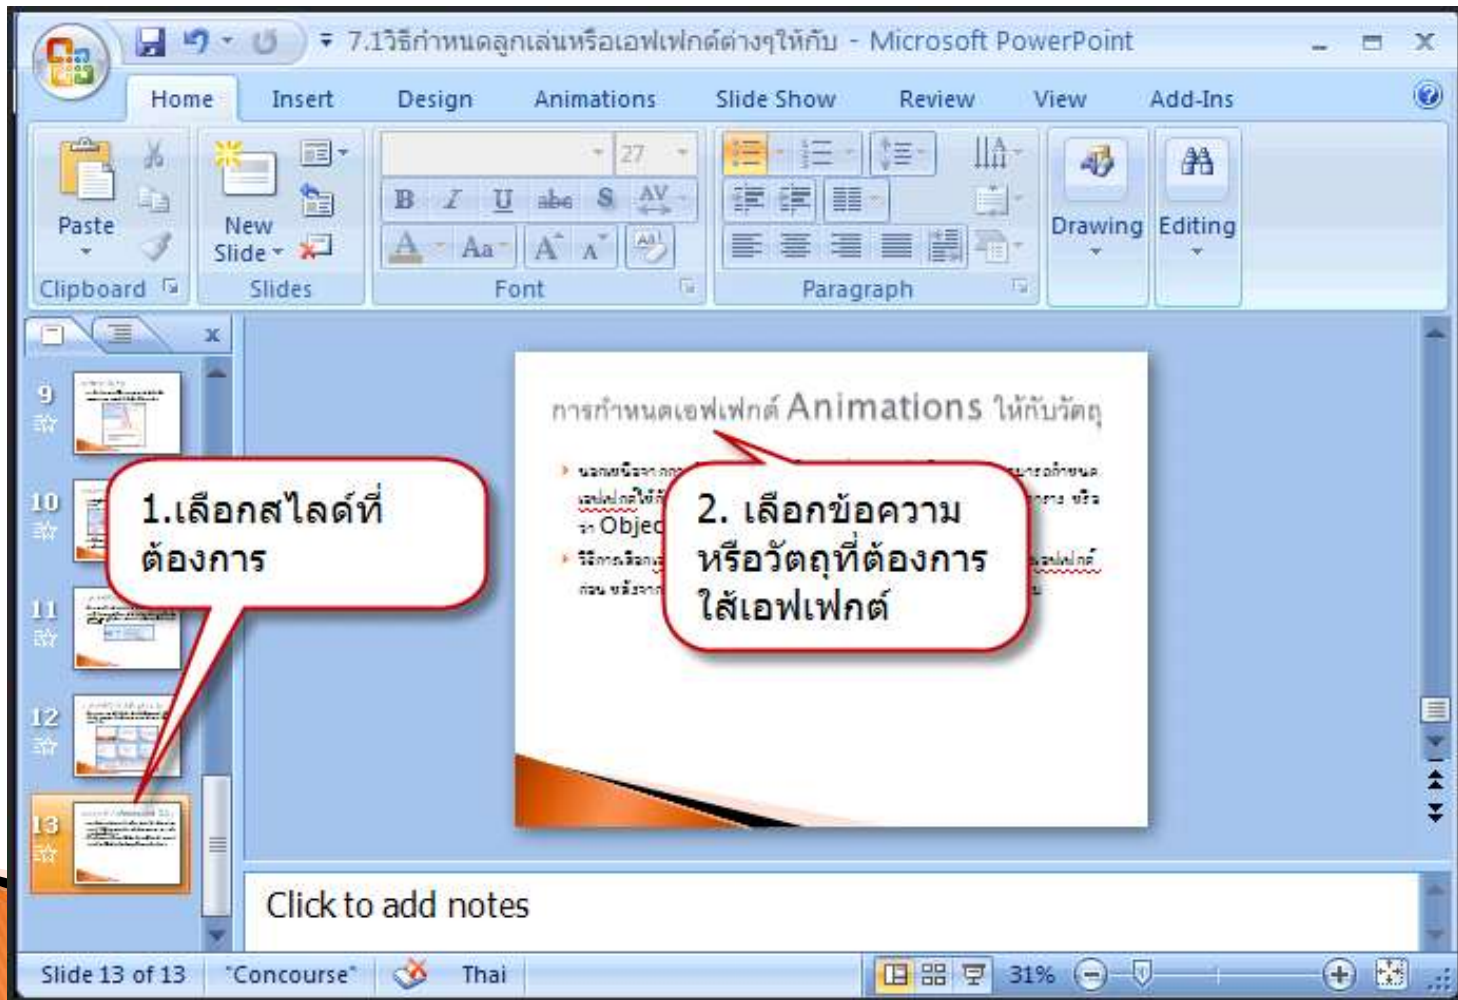 7.1วิธีกำหนดลูกเล่นหรือเอฟเฟกด์ต่างๆให้กับ - Microsoft PowerPoint
Home Insert Design Animations Slide Show Review View Add-Ins
27
B I U abe S AV
Paste
New
Slide
A Aa A A
Drawing Editing
Clipboard Slides Font Paragraph
9
10
11
12
13
การกำหนดเอฟเฟกต์ Animations ให้กับวัตถุ
1.เลือกสไลด์ที่
ต้องการ
2. เลือกข้อความ
หรือวัตถุที่ต้องการ
ใส้เอฟเฟกต์
Click to add notes
Slide 13 of 13 "Concourse" Thai 31%